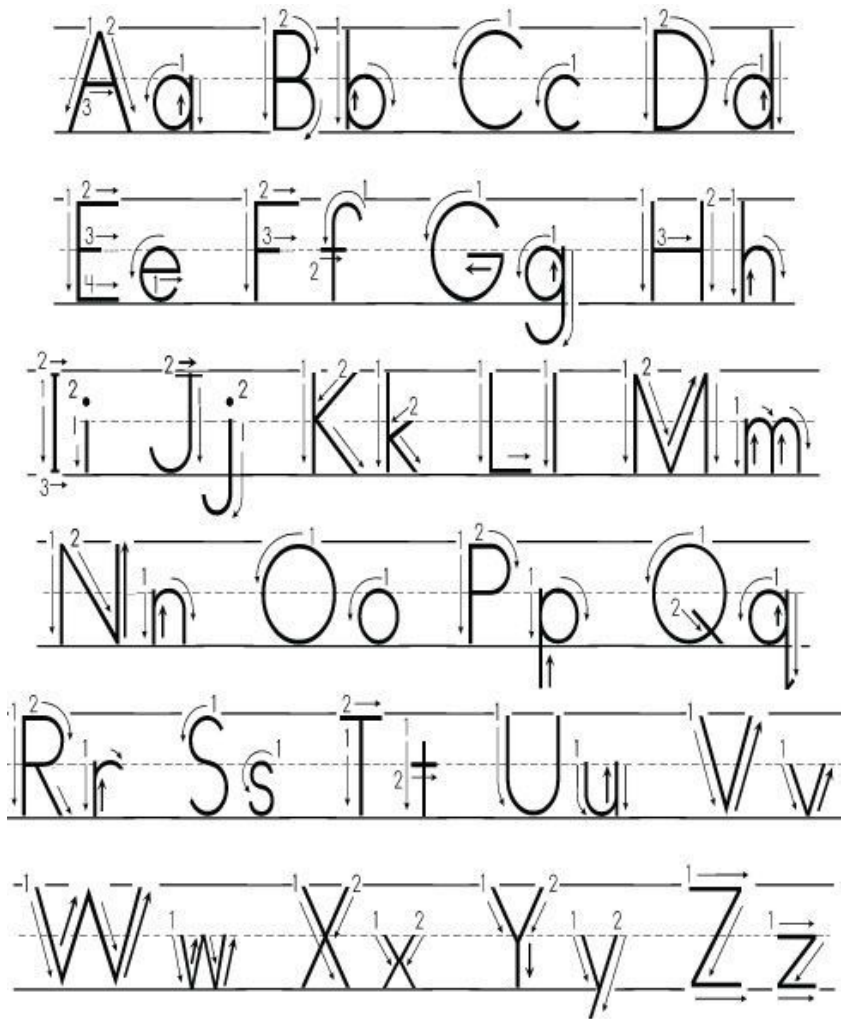 Aa Bb Cc Dd
Ee Ff Gg Hh
Ii Jj Kk Ll Mm
Nn Oo Pp Qq
Rr Ss Tt Uu Vv
Ww Xx Yy Zz